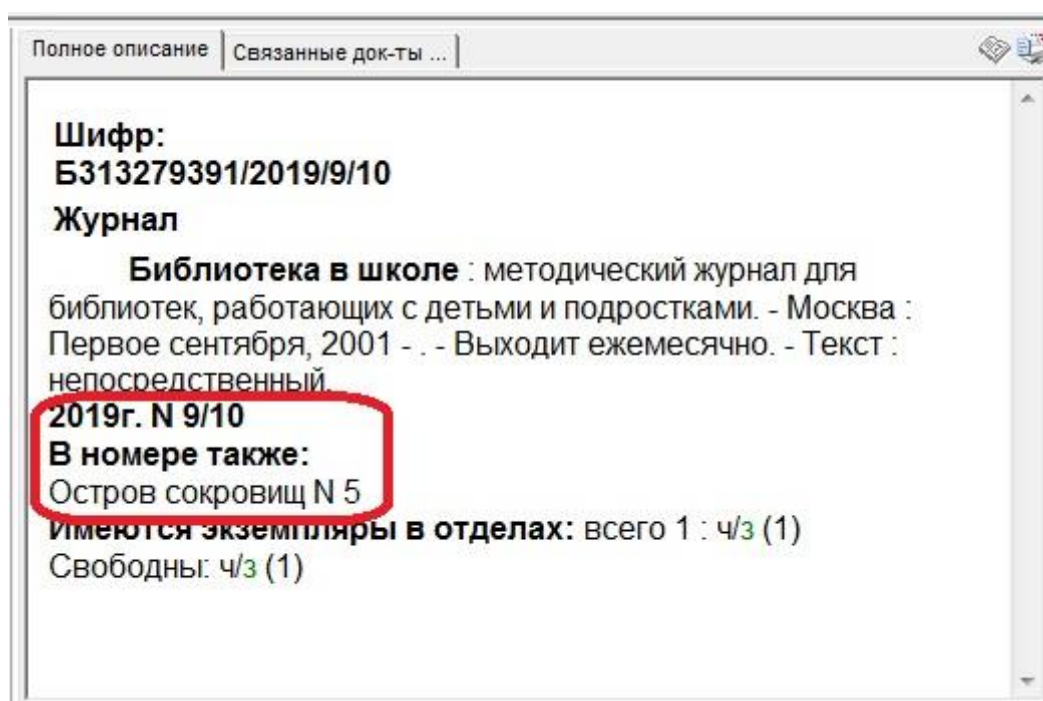 Полное описание Связанные док-ты ...
Шифр:
Б313279391/2019/9/10
Журнал
Библиотека в школе : методический журнал для
библиотек, работающих с детьми и подростками. - Москва :
Первое сентября, 2001 - . - Выходит ежемесячно. - Текст :
непосредственный.
2019г. N 9/10
В номере также:
Остров сокровищ N 5
Имеются экземпляры в отделах: всего 1 : ч/з (1)
Свободны: ч/з (1)